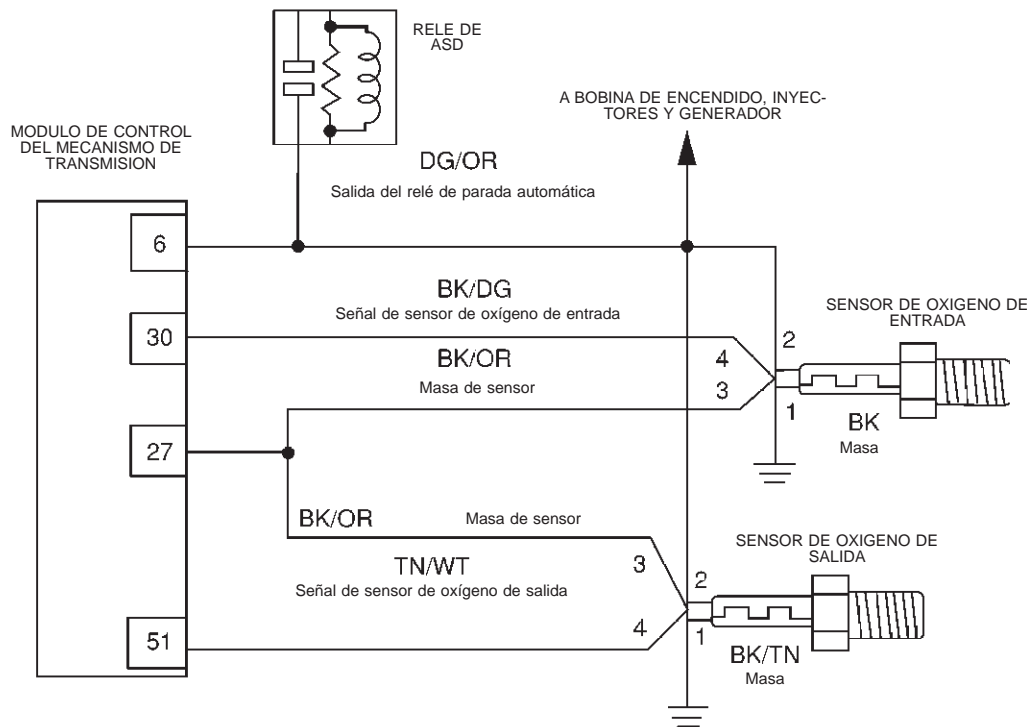 RELE DE
ASD
A BOBINA DE ENCENDIDO, INYEC-
TORES Y GENERADOR
MODULO DE CONTROL
DEL MECANISMO DE
TRANSMISION
DG/OR
Salida del relé de parada automática
6
BK/DG
Señal de sensor de oxígeno de entrada
SENSOR DE OXIGENO DE
ENTRADA
30
2
4
BK/OR
Masa de sensor
3
1
BK
Masa
27
BK/OR
Masa de sensor
SENSOR DE OXIGENO DE
SALIDA
TN/WT
Señal de sensor de oxígeno de salida
3
2
4
1
51
BK/TN
Masa